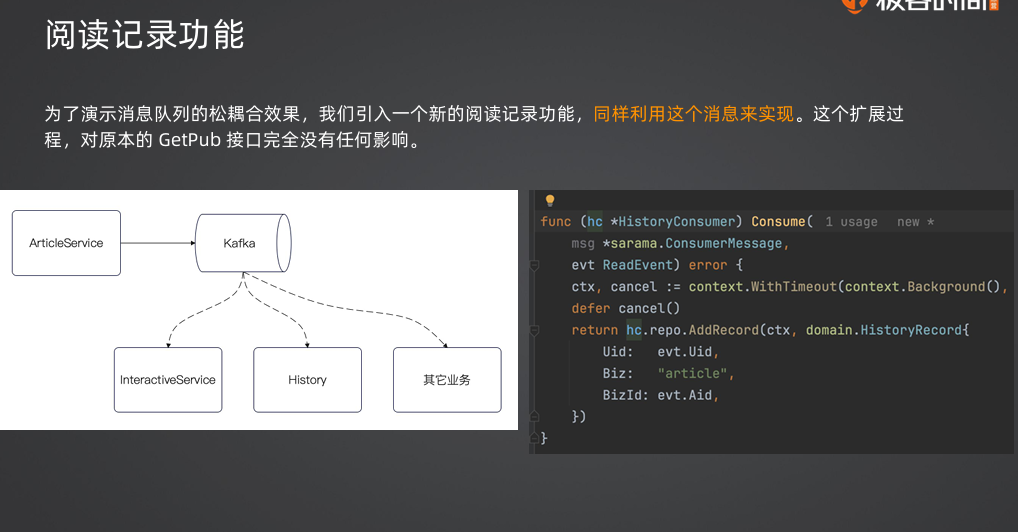 阅读记录功能
为了演示消息队列的松耦合效果，我们引入一个新的阅读记录功能，同样利用这个消息来实现。这个扩展过
程，对原本的 GetPub 接口完全没有任何影响。
ArticleService
Kafka
InteractiveService
History
其它业务
func (hc *HistoryConsumer) Consume( 1 usage new *
msg *sarama.ConsumerMessage,
evt ReadEvent) error {
ctx, cancel := context.WithTimeout(context.Background(),
defer cancel()
return hc.repo.AddRecord(ctx, domain.HistoryRecord{
Uid: evt.Uid,
Biz: "article",
BizId: evt.Aid,
})
}